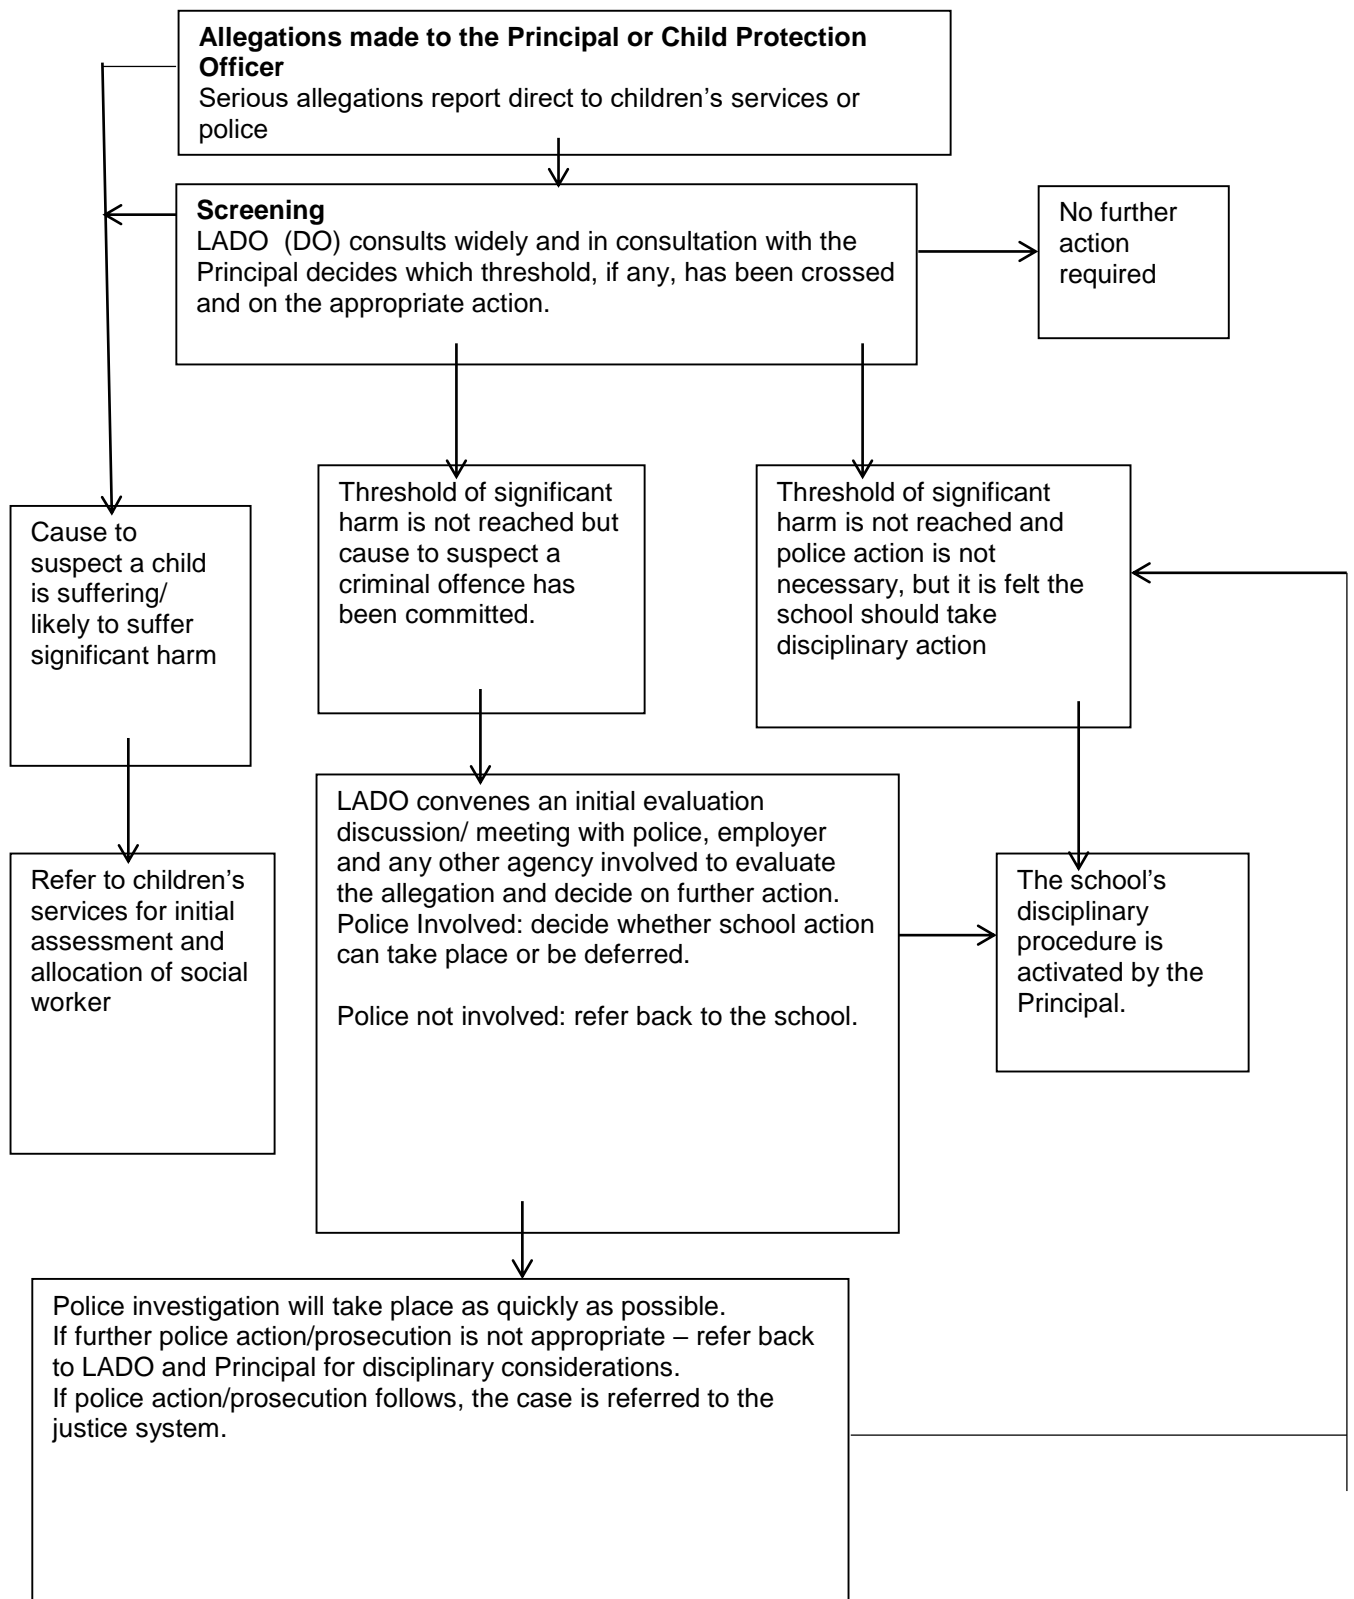 Allegations made to the Principal or Child Protection
Officer
Serious allegations report direct to children’s services or
police
Screening
LADO  (DO) consults widely and in consultation with the
Principal decides which threshold, if any, has been crossed
and on the appropriate action.
No further
action
required
Cause to
suspect a child
is suffering/
likely to suffer
significant harm
Threshold of significant
harm is not reached but
cause to suspect a
criminal offence has
been committed.
Threshold of significant
harm is not reached and
police action is not
necessary, but it is felt the
school should take
disciplinary action
Refer to children’s
services for initial
assessment and
allocation of social
worker
LADO convenes an initial evaluation
discussion/ meeting with police, employer
and any other agency involved to evaluate
the allegation and decide on further action.
Police Involved: decide whether school action
can take place or be deferred.
Police not involved: refer back to the school.
The school’s
disciplinary
procedure is
activated by the
Principal.
Police investigation will take place as quickly as possible.
If further police action/prosecution is not appropriate – refer back
to LADO and Principal for disciplinary considerations.
If police action/prosecution follows, the case is referred to the
justice system.